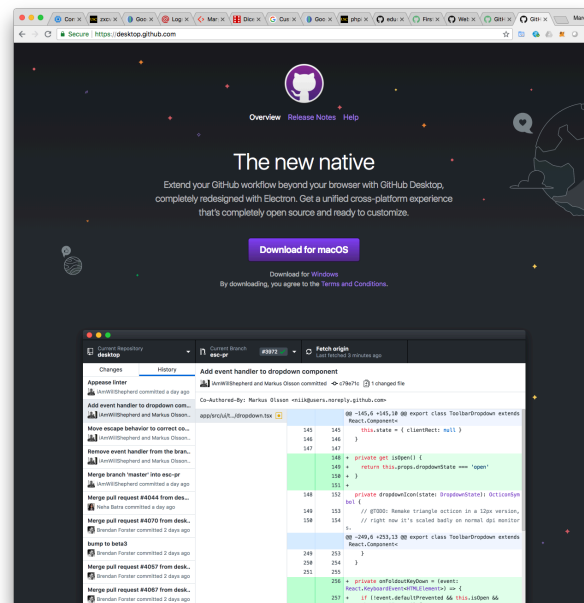 Secure | https://desktop.github.com
Overview Release Notes Help
The new native
Extend your GitHub workflow beyond your browser with GitHub Desktop,
completely redesigned with Electron. Get a unified cross-platform experience
that's completely open source and ready to customize.
Download for macOS
Download for Windows
By downloading, you agree to the Terms and Conditions.
Current Repository
desktop
Current Branch
esc-pr
#3972
Fetch origin
Last fetched 3 minutes ago
Changes History
Appease linter
iAmWillShepherd committed a day ago
Add event handler to dropdown com...
iAmWillShepherd and Markus Olsson...
Move escape behavior to correct co...
iAmWillShepherd and Markus Olsson...
Remove event handler from the bran...
iAmWillShepherd and Markus Olsson...
Merge branch 'master' into esc-pr
iAmWillShepherd committed a day ago
Merge pull request #4044 from des...
Neha Batra committed a day ago
Merge pull request #4070 from desk...
Brendan Forster committed 2 days ago
bump to beta3
Brendan Forster committed 2 days ago
Merge pull request #4057 from desk...
Brendan Forster committed 2 days ago
Merge pull request #4067 from desk...
Brendan Forster committed 2 days ago
Add event handler to dropdown component
iAmWillShepherd and Markus Olsson committed c79e71c 1 changed file
Co-Authored-By: Markus Olsson <niik@users.noreply.github.com>
app/src/ui/t.../dropdown.tsx
@@ -145,6 +145,10 @@ export class ToolbarDropdown extends
React.Component<
145 145 this.state = { clientRect: null }
146 146 }
147 147
148 + private get isOpen() {
149 + return this.props.dropdownState === 'open'
150 + }
151 +
148 152 private dropdownIcon(state: DropdownState): OcticonSym
bol {
149 153 // @TODO: Remake triangle octicon in a 12px version,
150 154 // right now it's scaled badly on normal dpi monitor
s.
@@ -249,6 +253,13 @@ export class ToolbarDropdown extends
React.Component<
249 253 }
250 254 }
251 255
256 + private onFoldoutKeyDown = (event:
React.KeyboardEvent<HTMLElement>) => {
257 + if (!event.defaultPrevented && this.isOpen &&